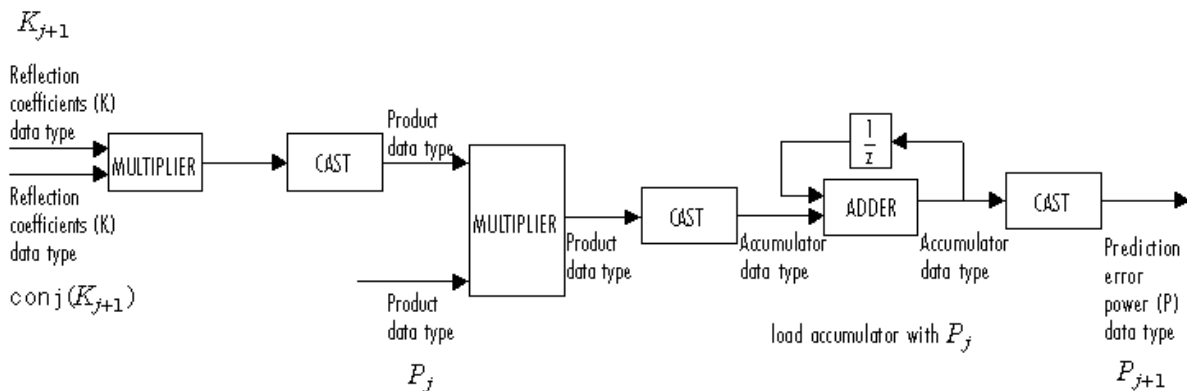 K_{j+1}
Reflection
coefficients (K)
data type
MULTIPLIER
Reflection
coefficients (K)
data type
conj(K_{j+1})
CAST
Product
data type
MULTIPLIER
Product
data type
P_j
Product
data type
CAST
Accumulator
data type
1
z
ADDER
Accumulator
data type
load accumulator with P_j
CAST
Prediction
error
power (P)
data type
P_{j+1}